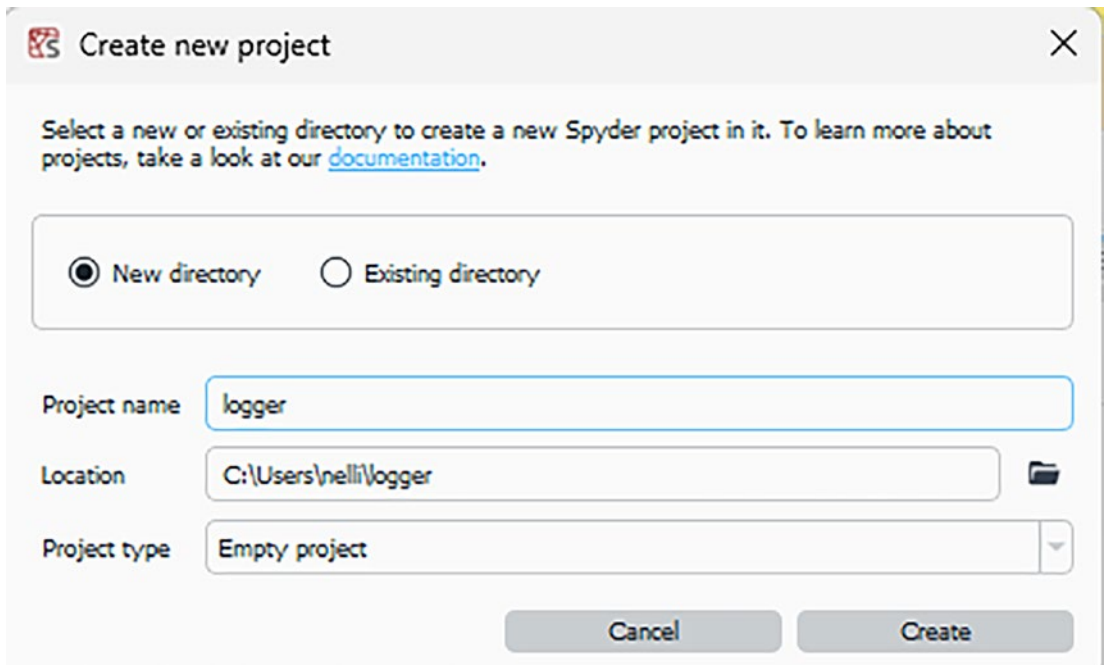 Create new project
Select a new or existing directory to create a new Spyder project in it. To learn more about
projects, take a look at our documentation.
New directory
Existing directory
Project name
logger
Location
C:\Users\nelli\logger
Project type
Empty project
Cancel
Create